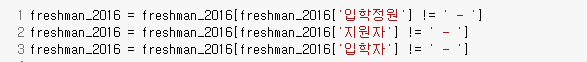 1 freshman_2016 = freshman_2016[freshman_2016['입학정원'] != ' - ']
2 freshman_2016 = freshman_2016[freshman_2016['지원자'] != ' - ']
3 freshman_2016 = freshman_2016[freshman_2016['입학자'] != ' - ']